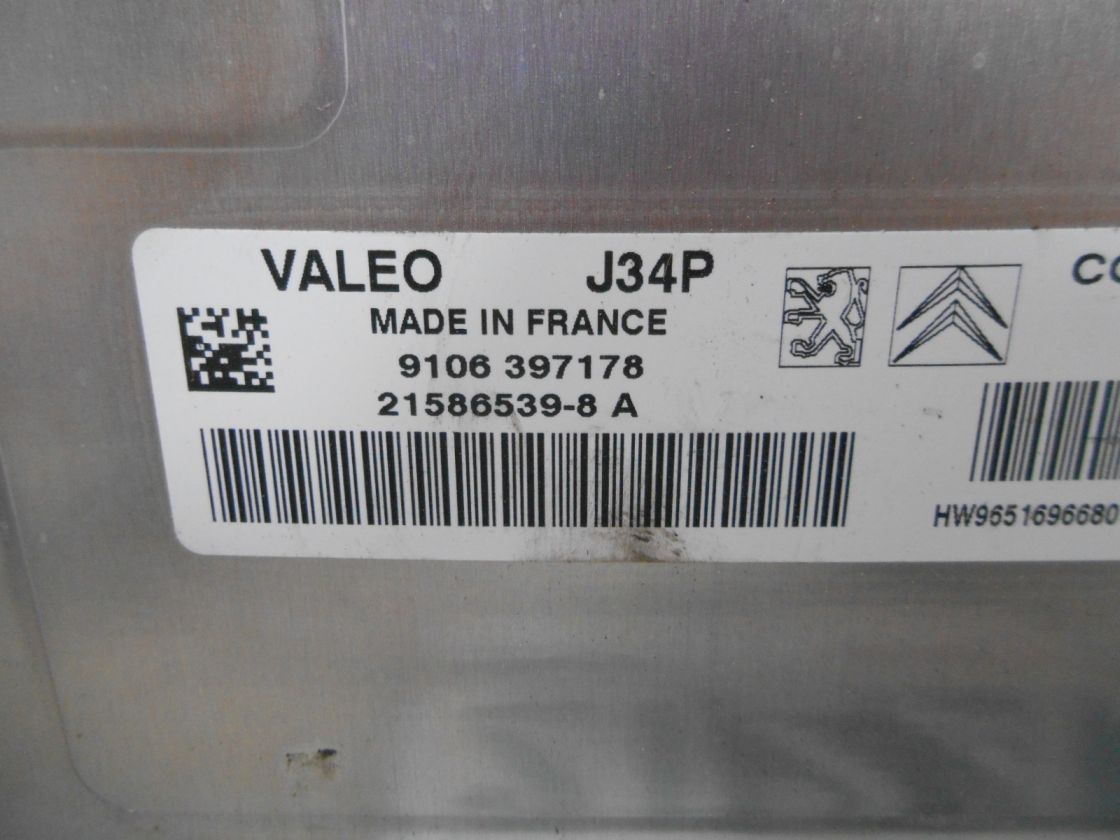 VALEO J34P
MADE IN FRANCE
9106 397178
21586539-8 A
HW9651696680